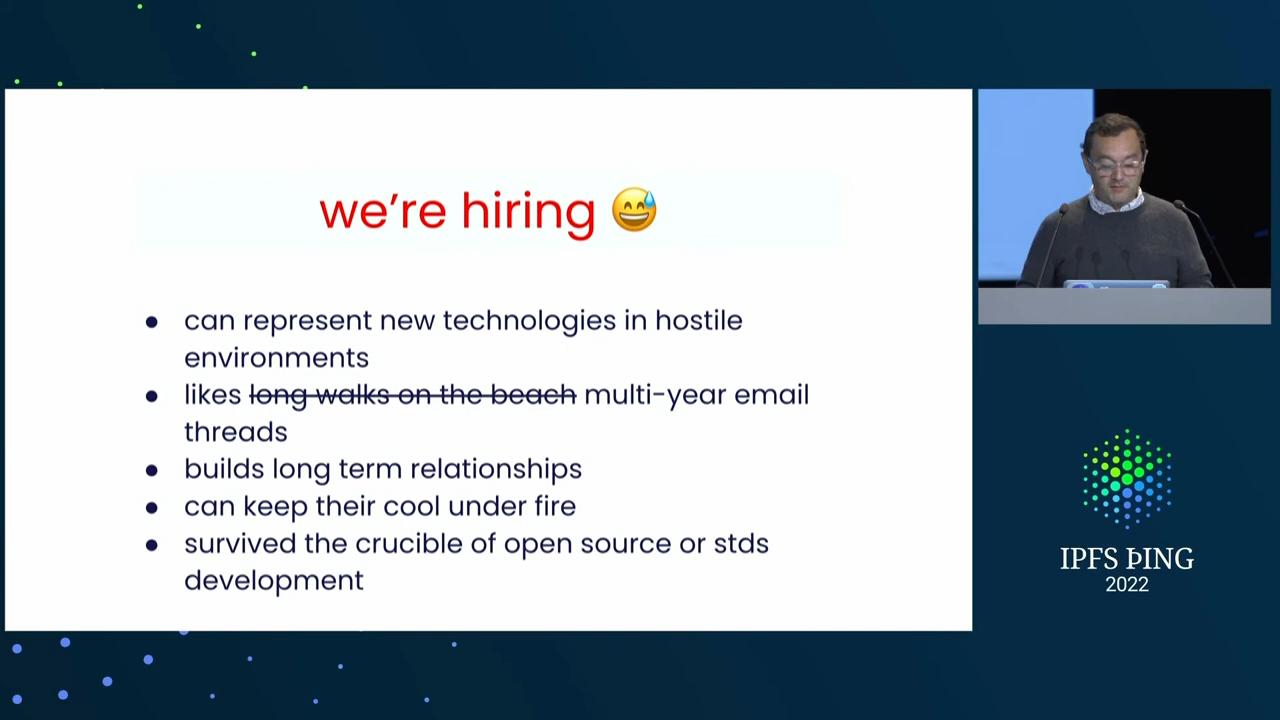 we're hiring 😅
● can represent new technologies in hostile
environments
● likes long walks on the beach multi-year email
threads
● builds long term relationships
● can keep their cool under fire
● survived the crucible of open source or stds
development
IPFS ÞING
2022